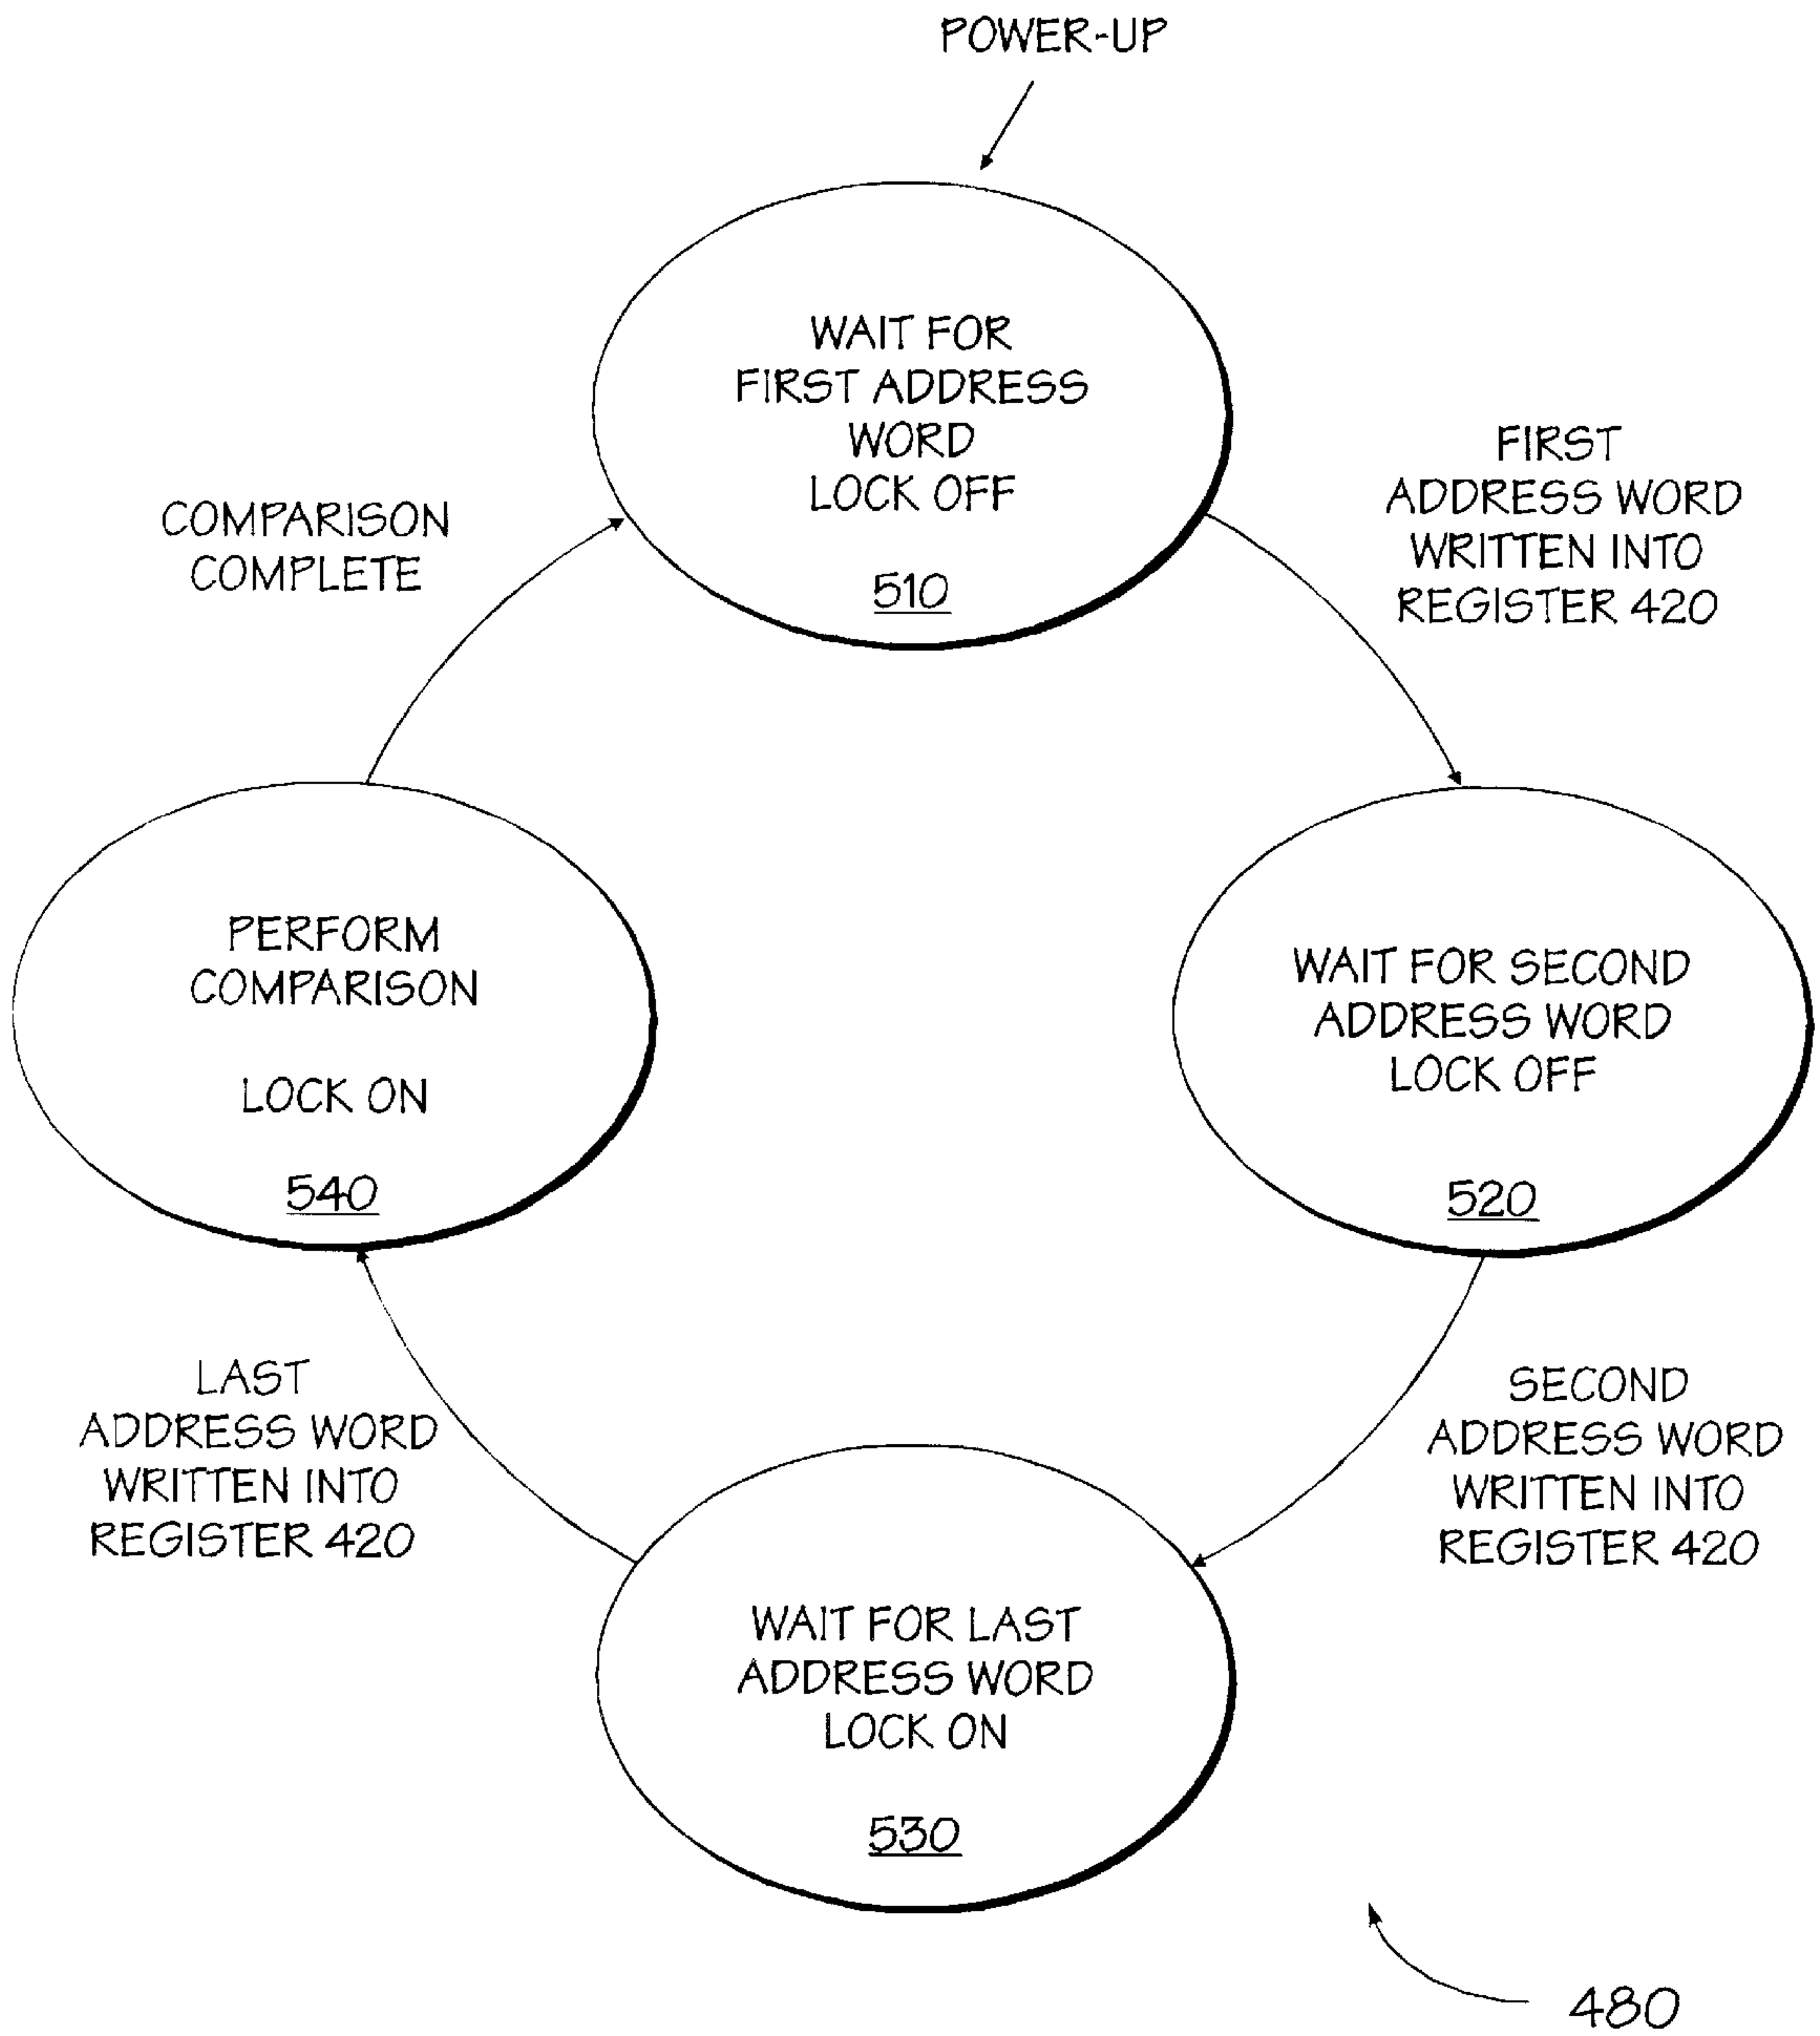 POWER-UP
WAIT FOR
FIRST ADDRESS
WORD
LOCK OFF
510
FIRST
ADDRESS WORD
WRITTEN INTO
REGISTER 420
COMPARISON
COMPLETE
PERFORM
COMPARISON
LOCK ON
540
WAIT FOR SECOND
ADDRESS WORD
LOCK OFF
520
LAST
ADDRESS WORD
WRITTEN INTO
REGISTER 420
SECOND
ADDRESS WORD
WRITTEN INTO
REGISTER 420
WAIT FOR LAST
ADDRESS WORD
LOCK ON
530
480